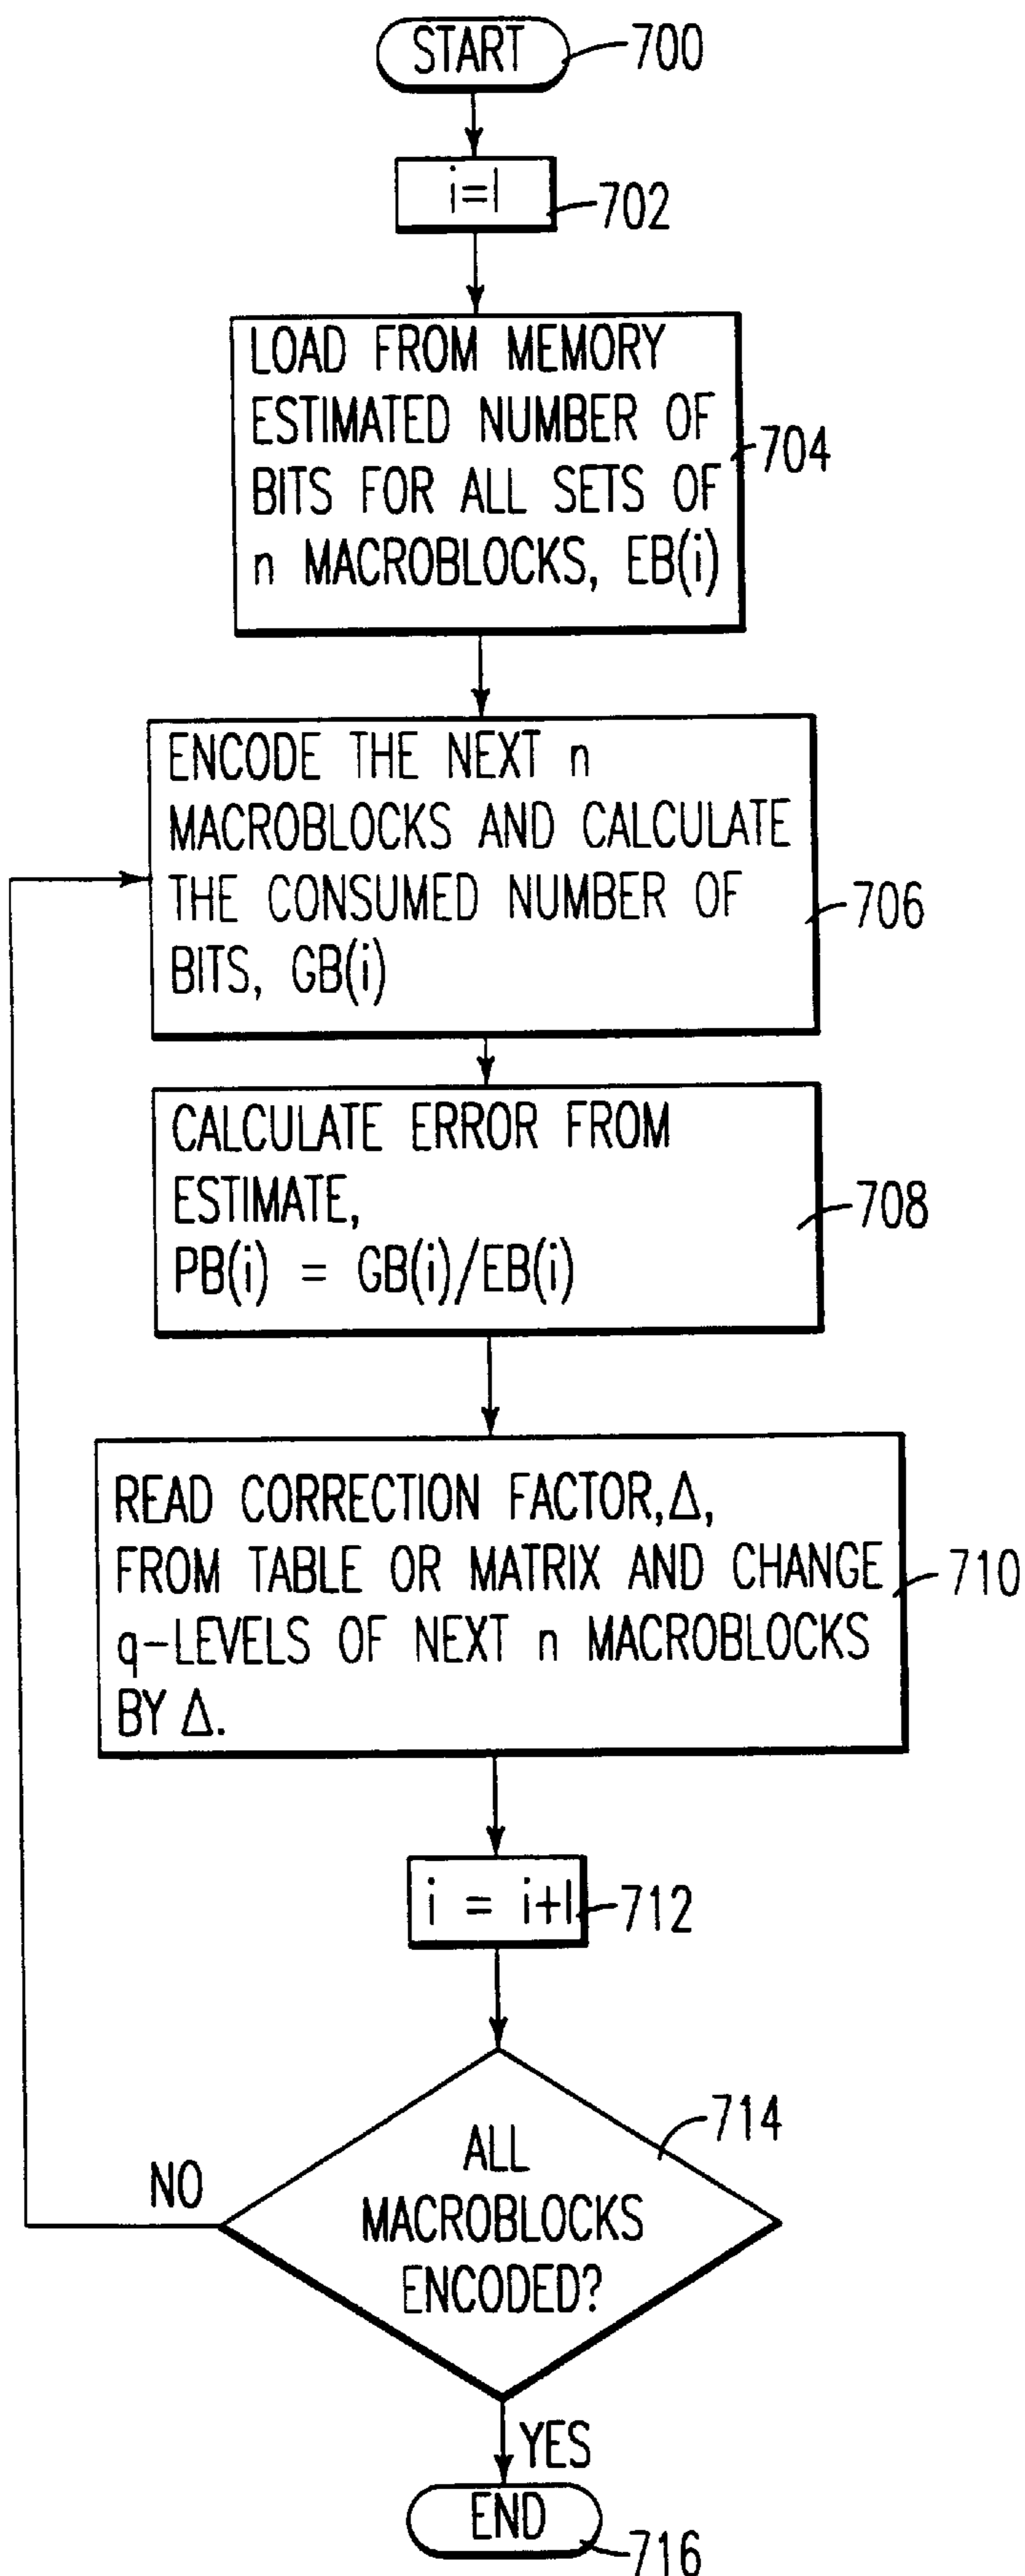 START
700
i=1
702
LOAD FROM MEMORY
ESTIMATED NUMBER OF
BITS FOR ALL SETS OF
n MACROBLOCKS, EB(i)
704
ENCODE THE NEXT n
MACROBLOCKS AND CALCULATE
THE CONSUMED NUMBER OF
BITS, GB(i)
706
CALCULATE ERROR FROM
ESTIMATE,
PB(i) = GB(i)/EB(i)
708
READ CORRECTION FACTOR,Δ,
FROM TABLE OR MATRIX AND CHANGE
q-LEVELS OF NEXT n MACROBLOCKS
BY Δ.
710
i = i+1
712
714
ALL
MACROBLOCKS
ENCODED?
NO
YES
END
716